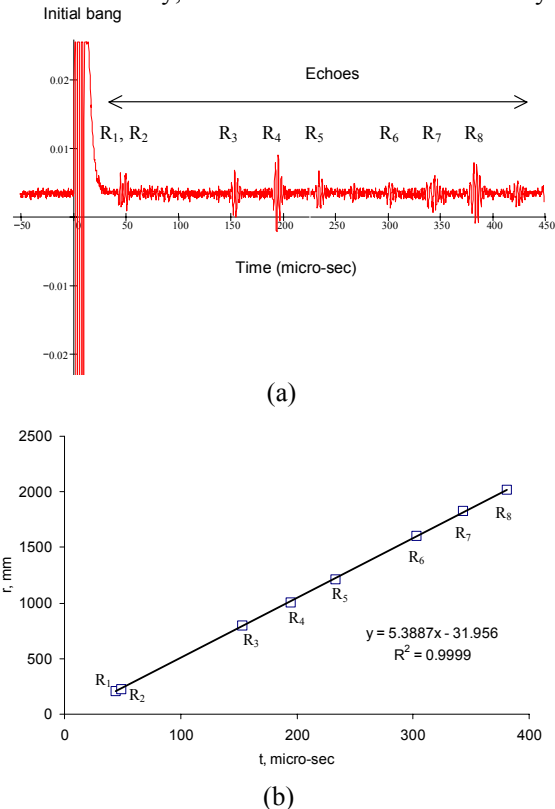 Initial bang
Echoes
R1, R2 R3 R4 R5 R6 R7 R8
0.02
0.01
−50 0 50 100 150 200 250 300 350 400 450
Time (micro-sec)
−0.01
−0.02
(a)
2500
2000
1500
1000
500
0
r, mm
R1 R2 R3 R4 R5 R6 R7 R8
y = 5.3887x - 31.956
R² = 0.9999
0 100 200 300 400
t, micro-sec
(b)